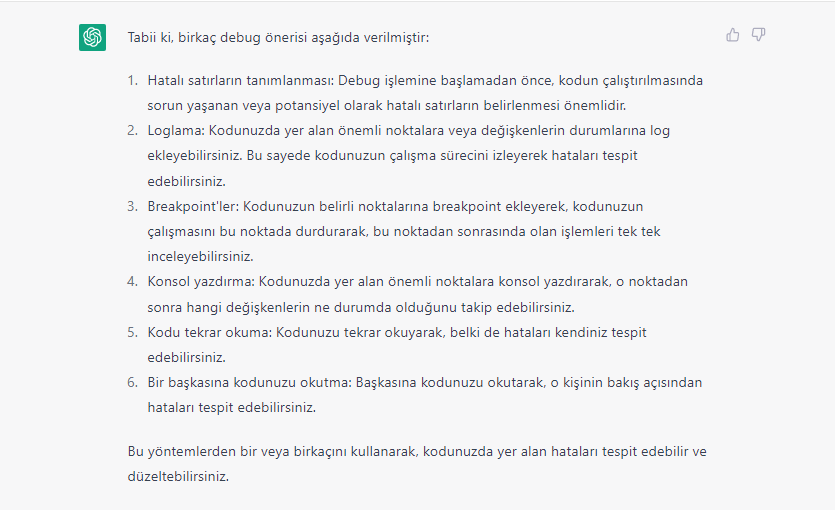 Tabii ki, birkaç debug önerisi aşağıda verilmiştir:
1. Hatalı satırların tanımlanması: Debug işlemine başlamadan önce, kodun çalıştırılmasında
sorun yaşanan veya potansiyel olarak hatalı satırların belirlenmesi önemlidir.
2. Loglama: Kodunuzda yer alan önemli noktalara veya değişkenlerin durumlarına log
ekleyebilirsiniz. Bu sayede kodunuzun çalışma sürecini izleyerek hataları tespit
edebilirsiniz.
3. Breakpoint'ler: Kodunuzun belirli noktalarına breakpoint ekleyerek, kodunuzun
çalışmasını bu noktada durdurarak, bu noktadan sonrasında olan işlemleri tek tek
inceleyebilirsiniz.
4. Konsol yazdırma: Kodunuzda yer alan önemli noktalara konsol yazdırarak, o noktadan
sonra hangi değişkenlerin ne durumda olduğunu takip edebilirsiniz.
5. Kodu tekrar okuma: Kodunuzu tekrar okuyarak, belki de hataları kendiniz tespit
edebilirsiniz.
6. Bir başkasına kodunuzu okutma: Başkasına kodunuzu okutarak, o kişinin bakış açısından
hataları tespit edebilirsiniz.
Bu yöntemlerden bir veya birkaçını kullanarak, kodunuzda yer alan hataları tespit edebilir ve
düzeltebilirsiniz.